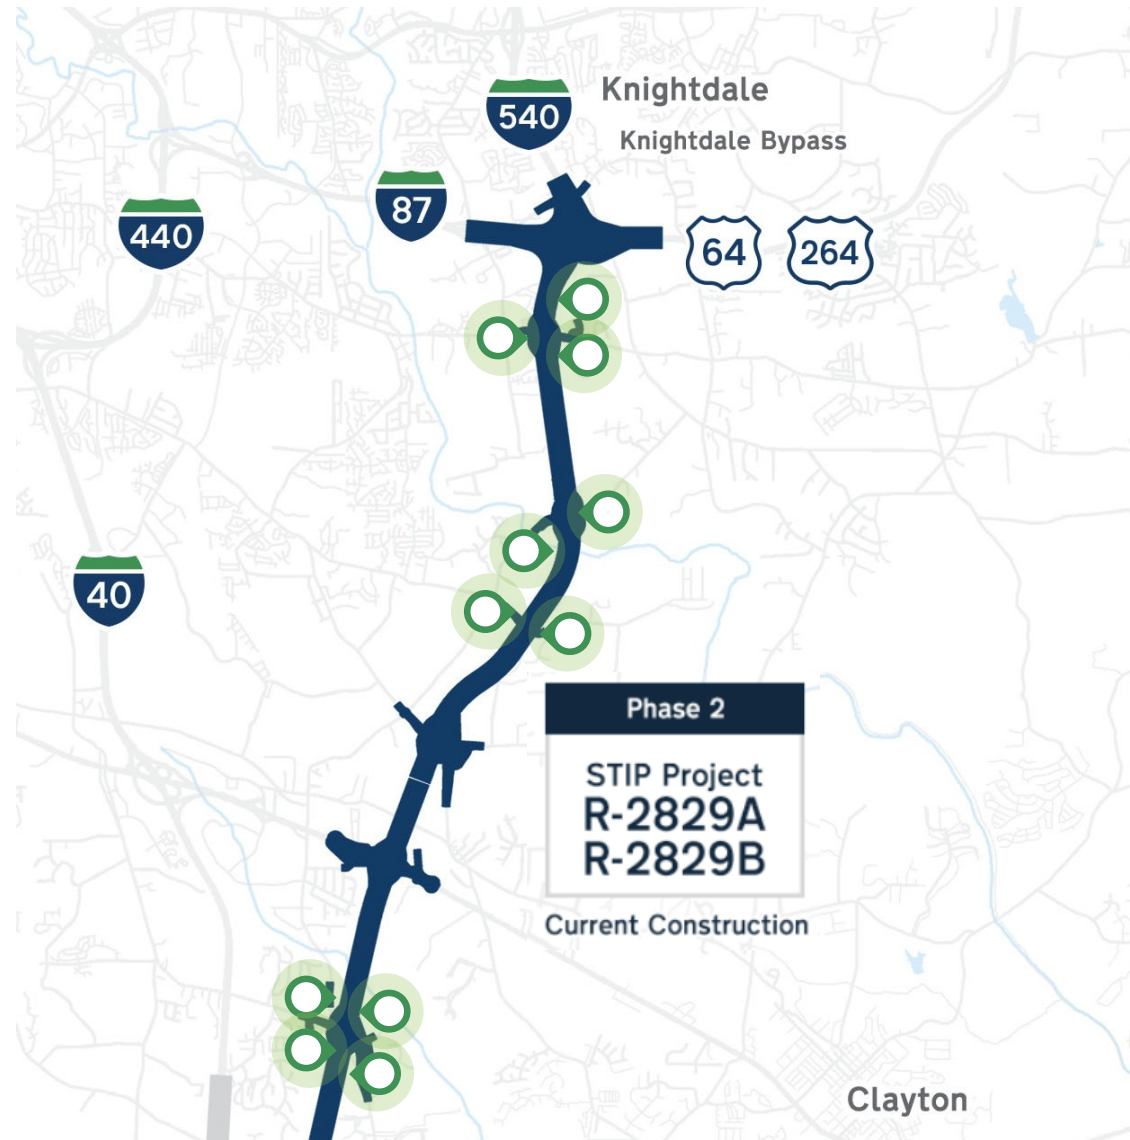 540
Knightdale
Knightdale Bypass
87
440
64
264
40
Phase 2
STIP Project
R-2829A
R-2829B
Current Construction
Clayton